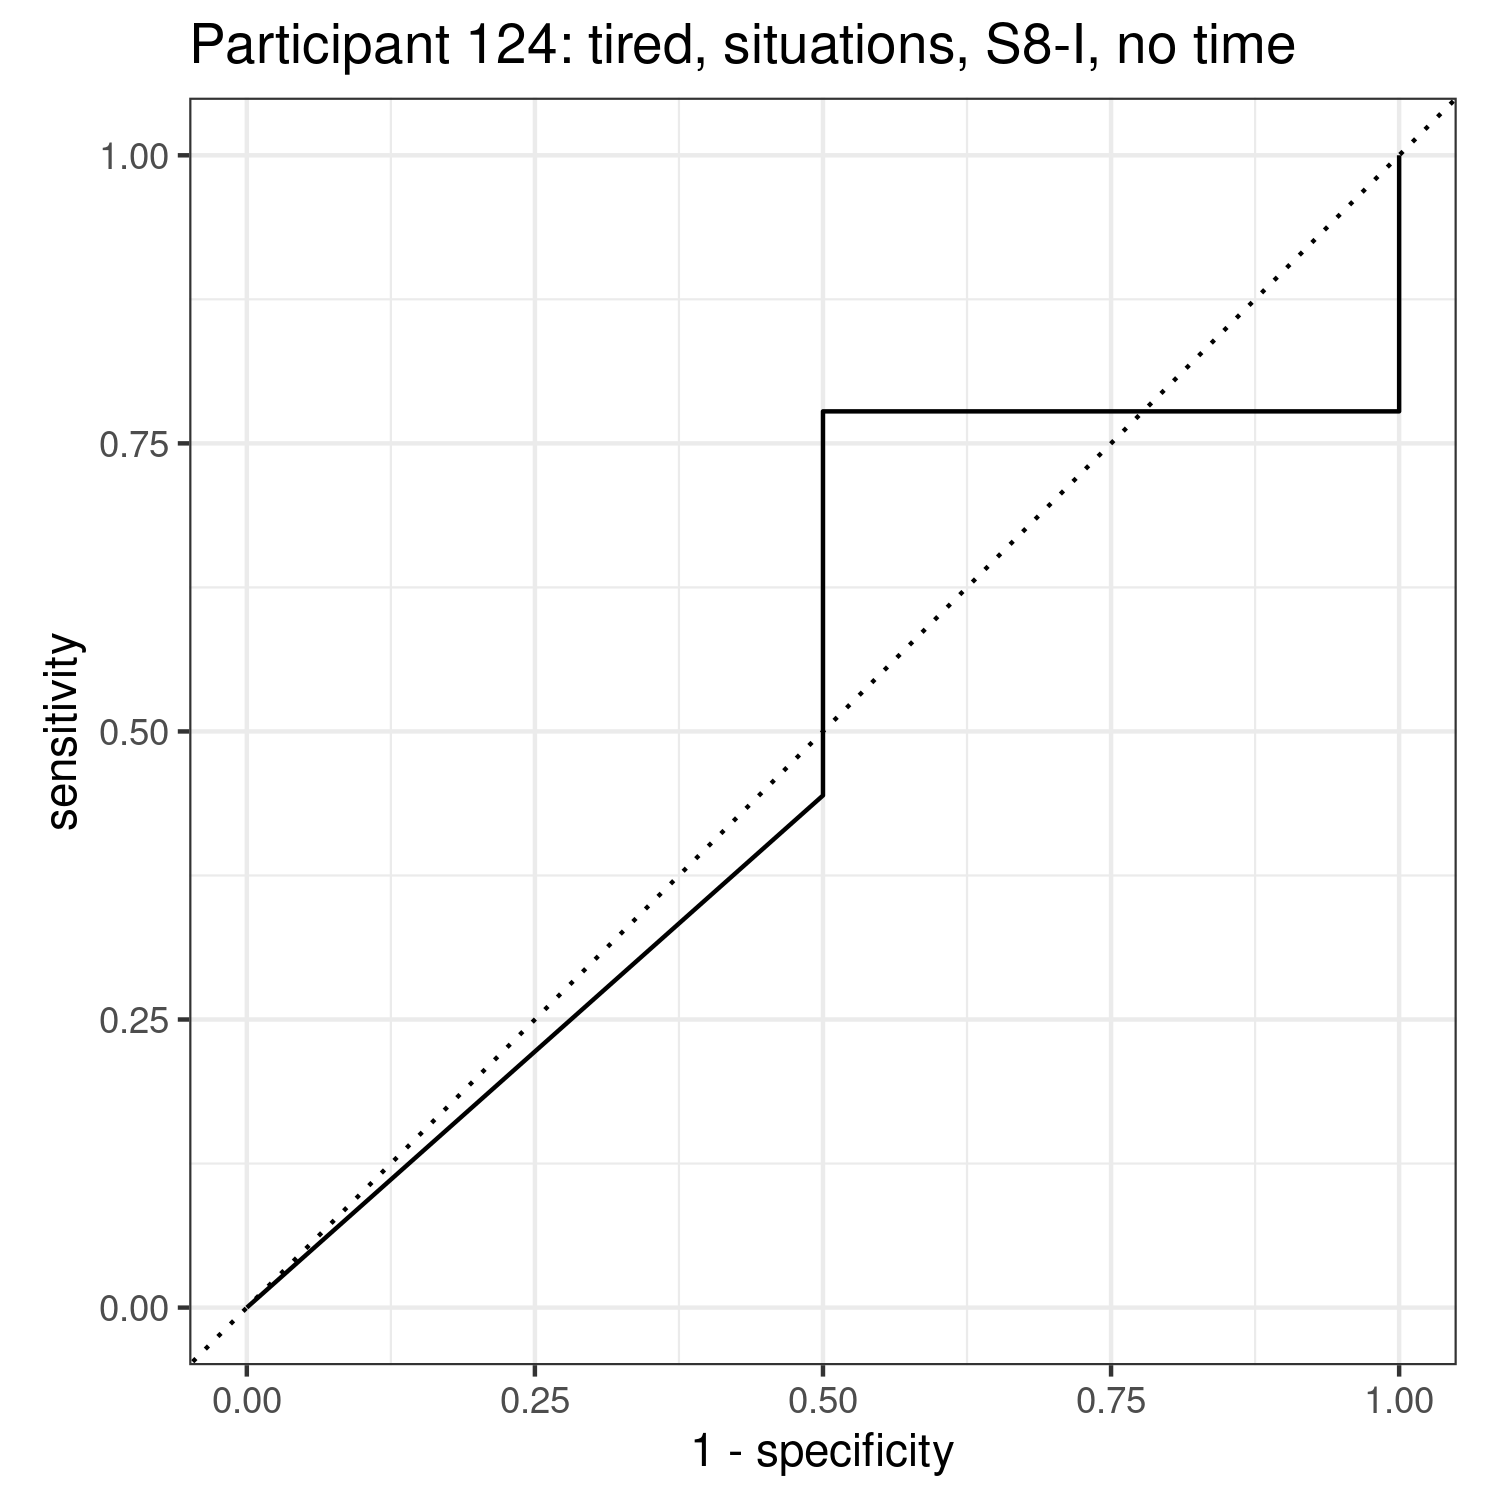 Participant 124: tired, situations, S8-I, no time
1.00
0.75
0.50
0.25
0.00
sensitivity
0.00 0.25 0.50 0.75 1.00
1 - specificity